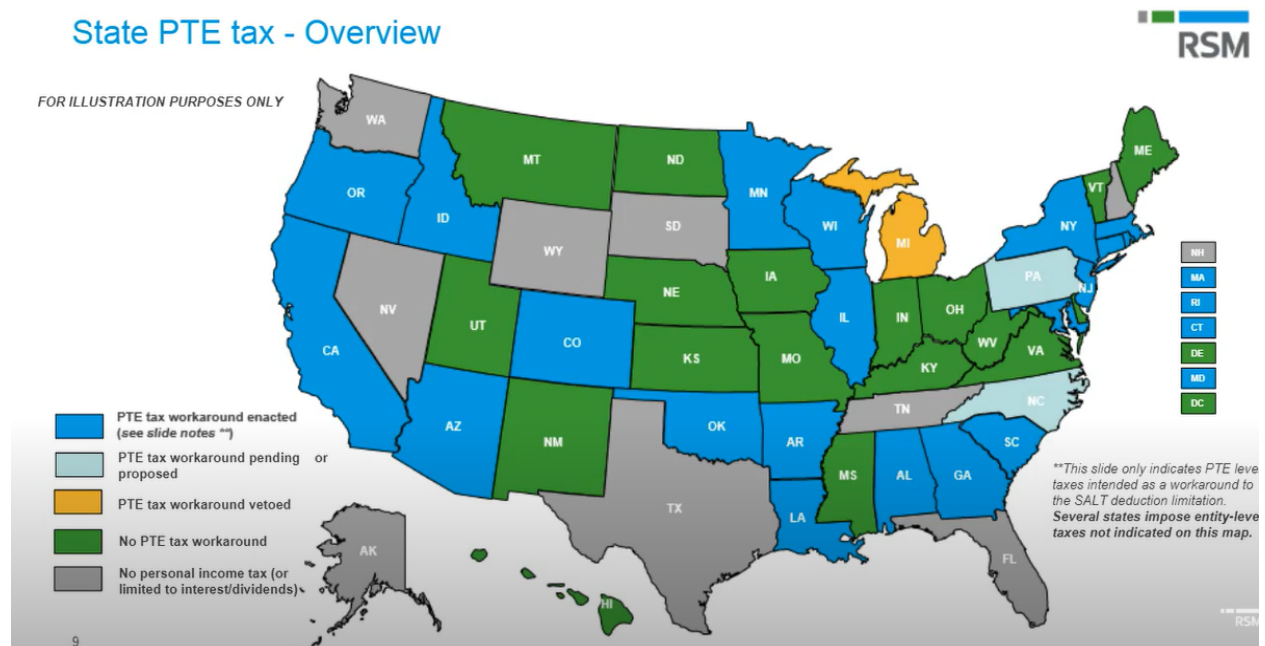 State PTE tax - Overview
RSM
FOR ILLUSTRATION PURPOSES ONLY
WA
MT
ND
ME
OR
ID
MN
VT
WY
SD
WI
NY
MI
NH
NV
NE
IA
PA
MA
NJ
UT
CO
IL
IN
OH
RI
CA
KS
MO
WV
VA
CT
KY
DE
TN
NC
MD
AZ
NM
OK
AR
SC
DC
MS
AL
GA
TX
LA
AK
FL
HI
PTE tax workaround enacted
(see slide notes **)
PTE tax workaround pending or
proposed
PTE tax workaround vetoed
No PTE tax workaround
No personal income tax (or
limited to interest/dividends)
**This slide only indicates PTE leve
taxes intended as a workaround to
the SALT deduction limitation.
Several states impose entity-leve
taxes not indicated on this map.
RSM
9